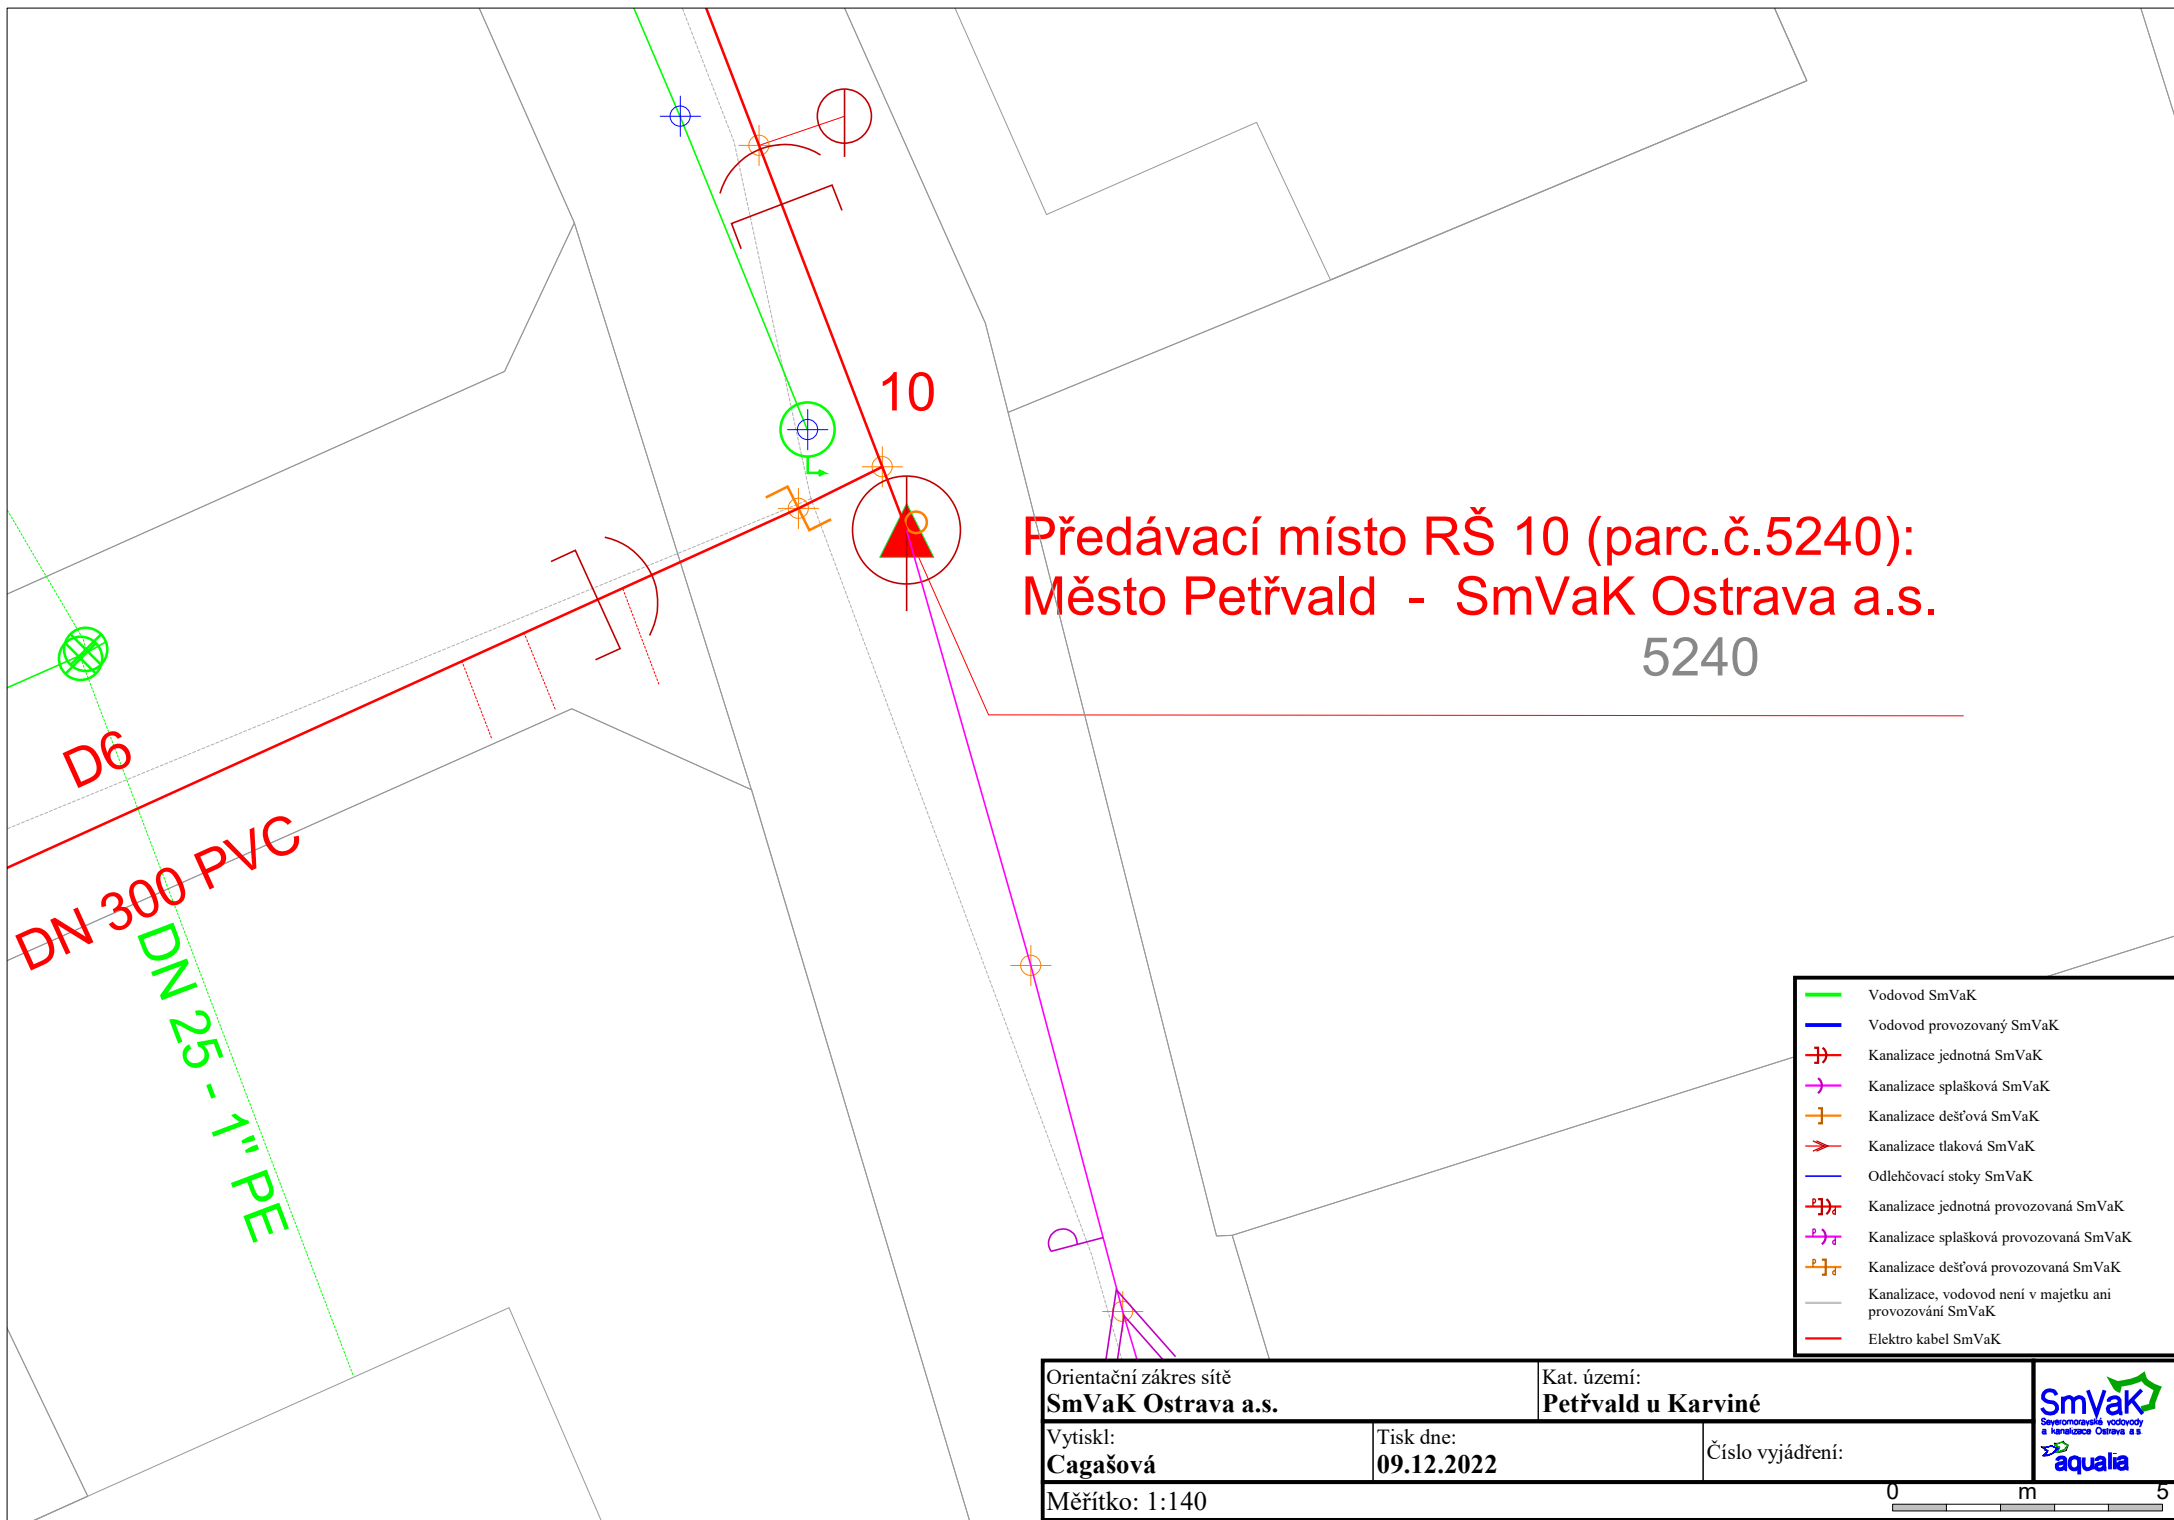 10
Předávací místo RŠ 10 (parc.č.5240):
Město Petřvald - SmVaK Ostrava a.s.
5240
D6
DN 300 PVC
DN 25 - 1" PE
Vodovod SmVaK
Vodovod provozovaný SmVaK
Kanalizace jednotná SmVaK
Kanalizace splašková SmVaK
Kanalizace dešťová SmVaK
Kanalizace tlaková SmVaK
Odlehčovací stoky SmVaK
Kanalizace jednotná provozovaná SmVaK
Kanalizace splašková provozovaná SmVaK
Kanalizace dešťová provozovaná SmVaK
Kanalizace, vodovod není v majetku ani
provozování SmVaK
Elektro kabel SmVaK
Orientační zákres sítě
SmVaK Ostrava a.s.
Kat. území:
Petřvald u Karviné
Vytiskl:
Cagašová
Tisk dne:
09.12.2022
Číslo vyjádření:
Měřítko: 1:140
SmVaK
Severomoravské vodovody
a kanalizace Ostrava a.s.
aqualia
0 m 5